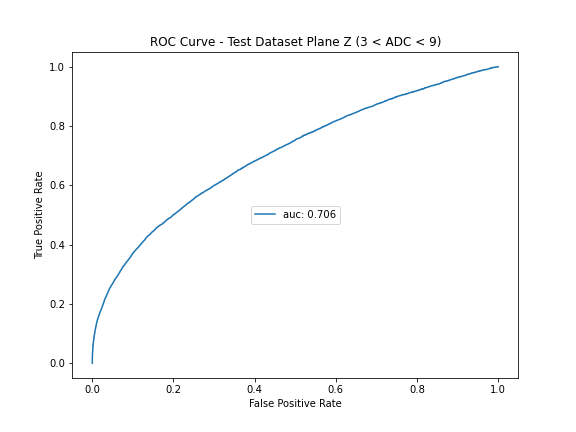 ROC Curve - Test Dataset Plane Z (3 < ADC < 9)
1.0
0.8
0.6
0.4
0.2
0.0
True Positive Rate
auc: 0.706
0.0 0.2 0.4 0.6 0.8 1.0
False Positive Rate